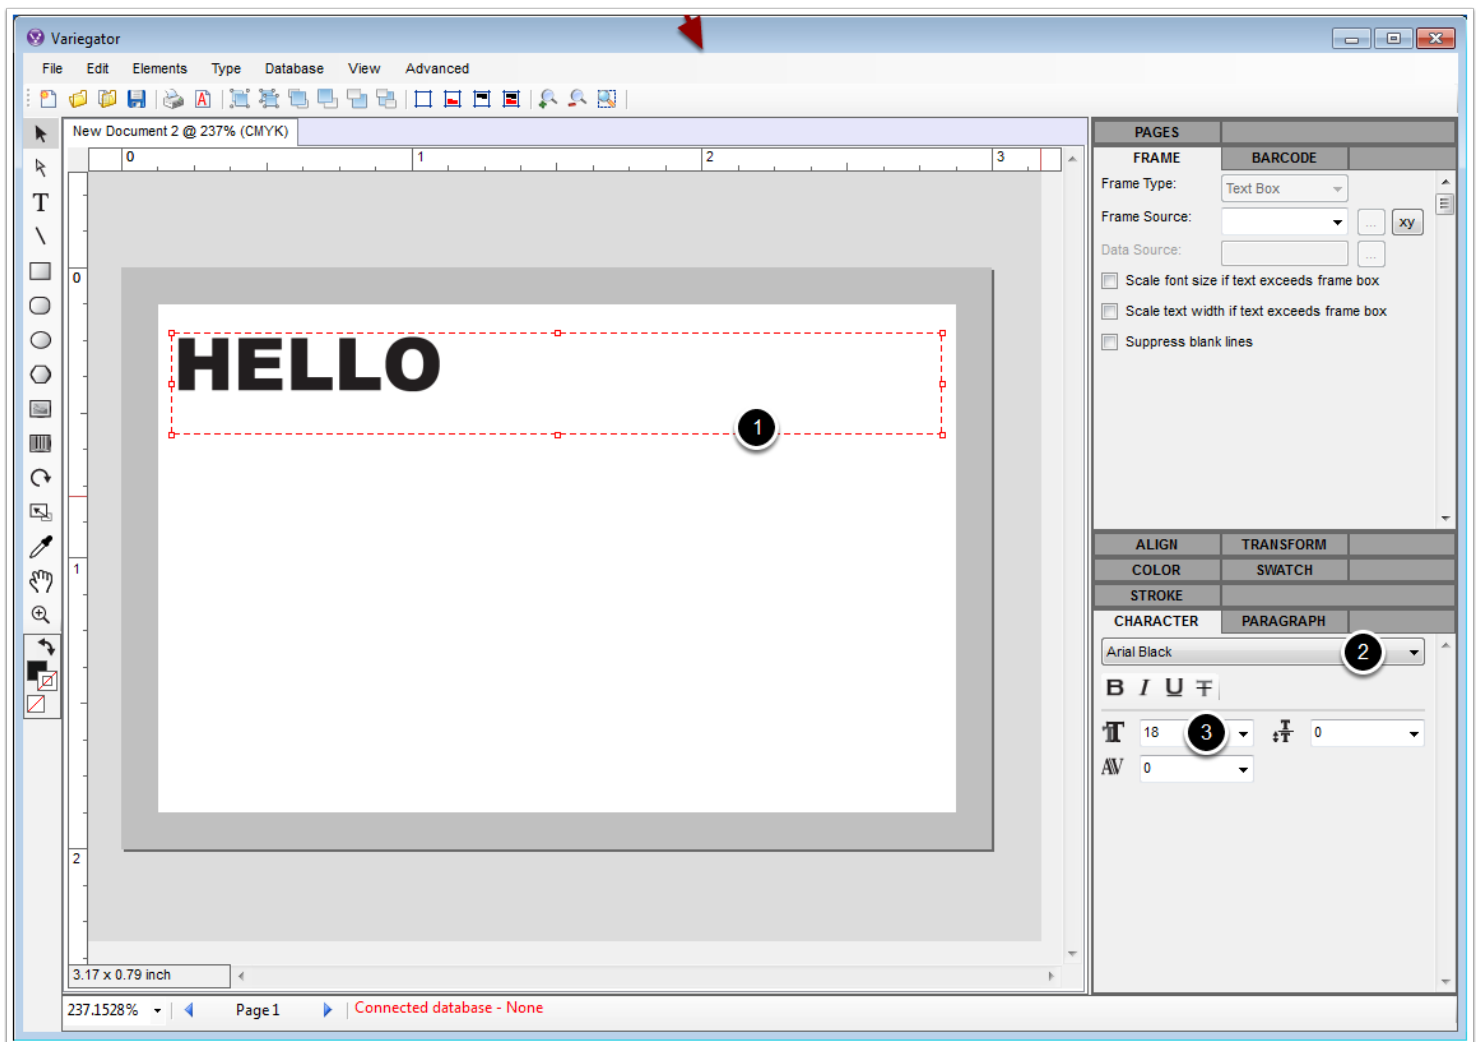 Variegator
File Edit Elements Type Database View Advanced
New Document 2 @ 237% (CMYK)
0 1 2 3
0
1
2
HELLO
1
PAGES
FRAME BARCODE
Frame Type: Text Box
Frame Source: ... xy
Data Source: ...
Scale font size if text exceeds frame box
Scale text width if text exceeds frame box
Suppress blank lines
ALIGN TRANSFORM
COLOR SWATCH
STROKE
CHARACTER PARAGRAPH
Arial Black 2
B I U T
18 3 0
AV 0
3.17 x 0.79 inch
237.1528% Page 1 Connected database - None